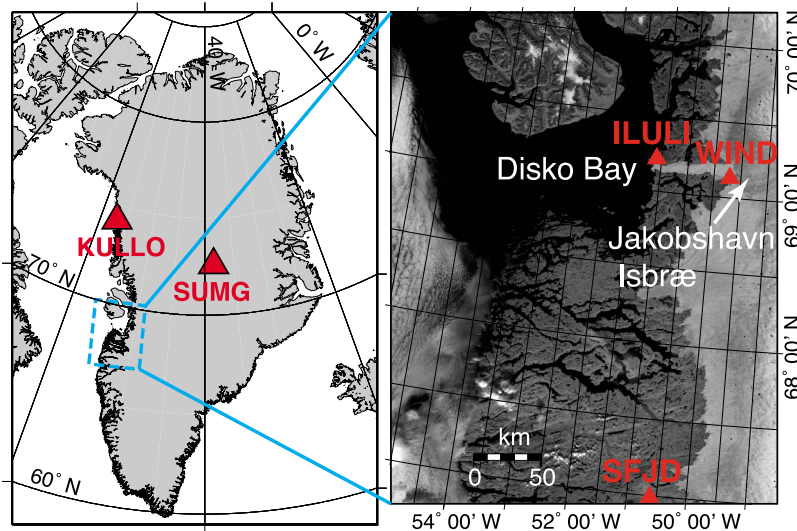 0° W
40° W
KULLO
SUMG
70° N
60° N
ILULI
WIND
Disko Bay
Jakobshavn
Isbræ
km
0 50
SFJD
70° 00' N
69° 00' N
68° 00' N
54° 00' W 52° 00' W 50° 00' W